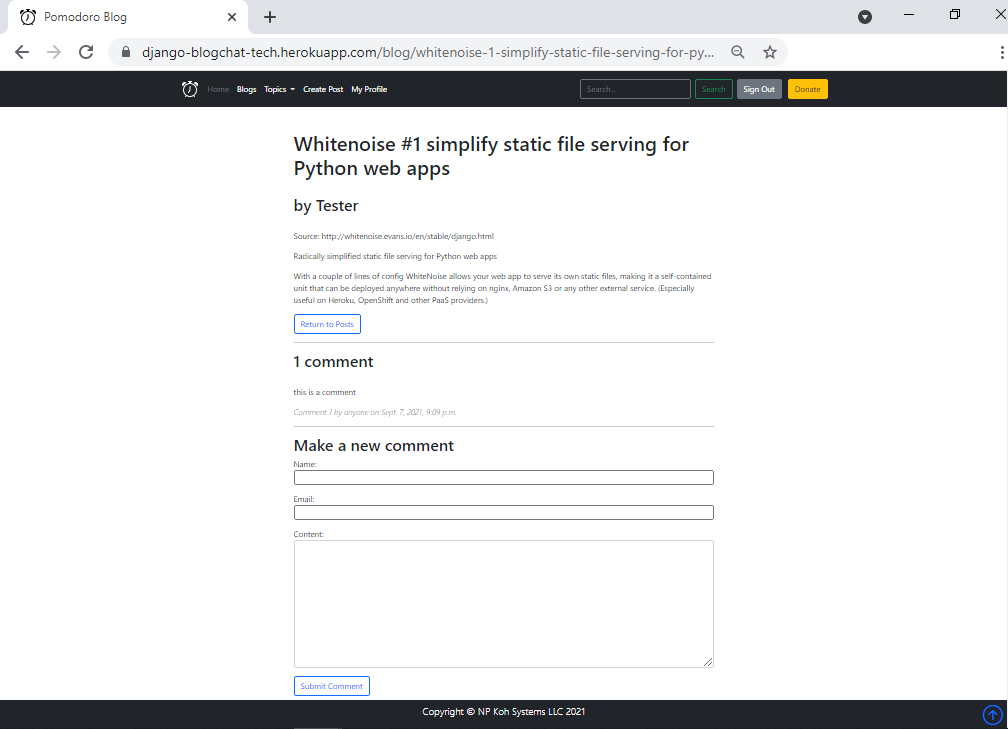 Pomodoro Blog
django-blogchat-tech.herokuapp.com/blog/whitenoise-1-simplify-static-file-serving-for-py...
Home Blogs Topics Create Post My Profile Search... Search Sign Out Donate
Whitenoise #1 simplify static file serving for
Python web apps
by Tester
Source: http://whitenoise.evans.io/en/stable/django.html
Radically simplified static file serving for Python web apps
With a couple of lines of config WhiteNoise allows your web app to serve its own static files, making it a self-contained
unit that can be deployed anywhere without relying on nginx, Amazon S3 or any other external service. (Especially
useful on Heroku, OpenShift and other PaaS providers.)
Return to Posts
1 comment
this is a comment
Comment 1 by anyone on Sept. 7, 2021, 9:09 p.m.
Make a new comment
Name:
Email:
Content:
Submit Comment
Copyright © NP Koh Systems LLC 2021